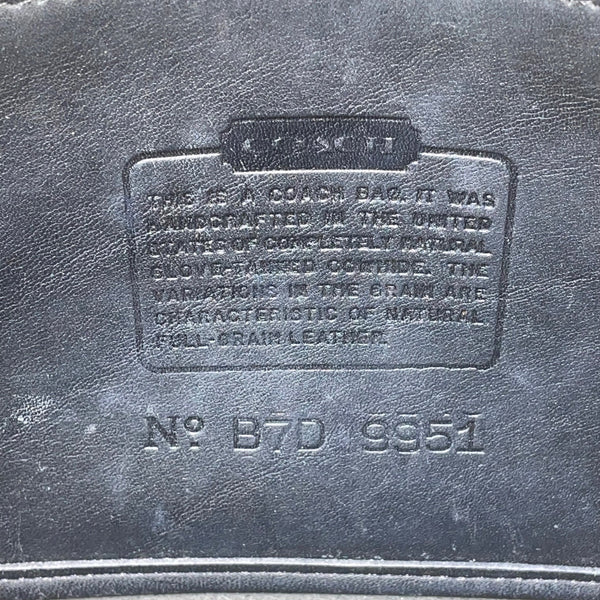 COACH
THIS IS A COACH BAG. IT WAS
HANDCRAFTED IN THE UNITED
STATES OF COMPLETELY NATURAL
GLOVE-TANNED COWHIDE. THE
VARIATIONS IN THE GRAIN ARE
CHARACTERISTIC OF NATURAL
FULL-GRAIN LEATHER.
Nº B7D 9951